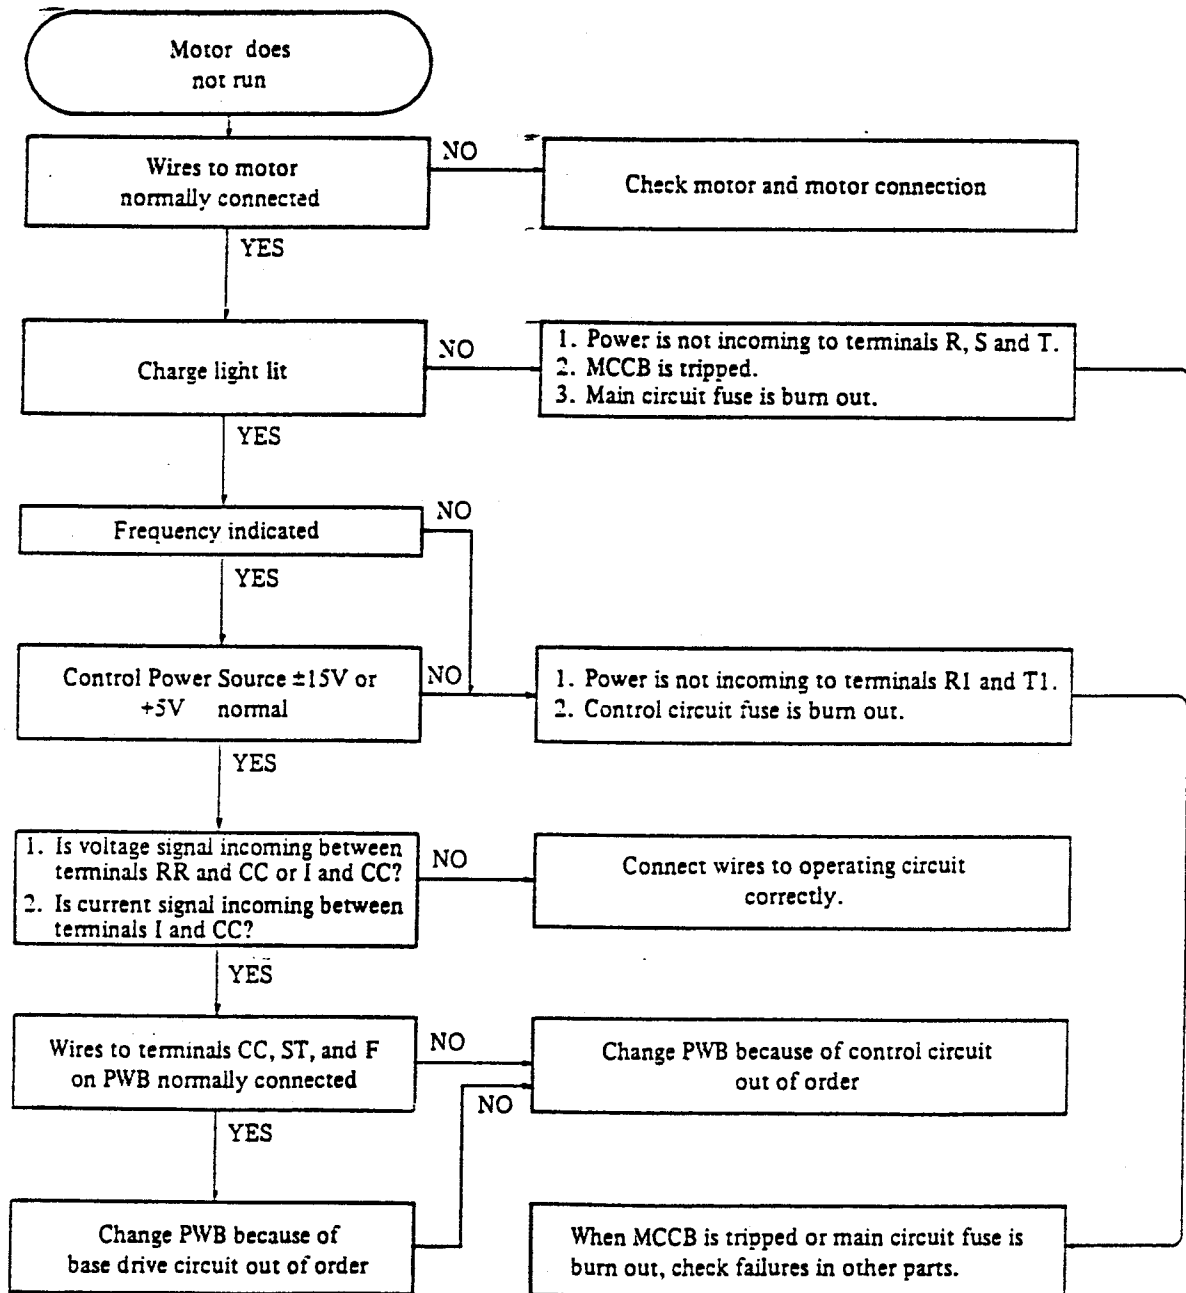 Motor does
not run
Wires to motor
normally connected
NO
Check motor and motor connection
YES
Charge light lit
NO
1. Power is not incoming to terminals R, S and T.
2. MCCB is tripped.
3. Main circuit fuse is burn out.
YES
Frequency indicated
NO
YES
Control Power Source ±15V or
+5V normal
NO
1. Power is not incoming to terminals R1 and T1.
2. Control circuit fuse is burn out.
YES
1. Is voltage signal incoming between
terminals RR and CC or I and CC?
2. Is current signal incoming between
terminals I and CC?
NO
Connect wires to operating circuit
correctly.
YES
Wires to terminals CC, ST, and F
on PWB normally connected
NO
Change PWB because of control circuit
out of order
NO
YES
Change PWB because of
base drive circuit out of order
When MCCB is tripped or main circuit fuse is
burn out, check failures in other parts.